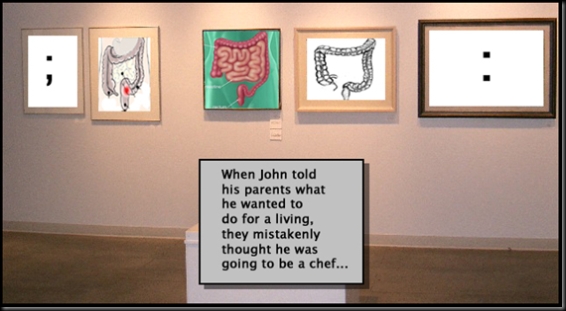 ;
:
When John told
his parents what
he wanted to
do for a living,
they mistakenly
thought he was
going to be a chef...